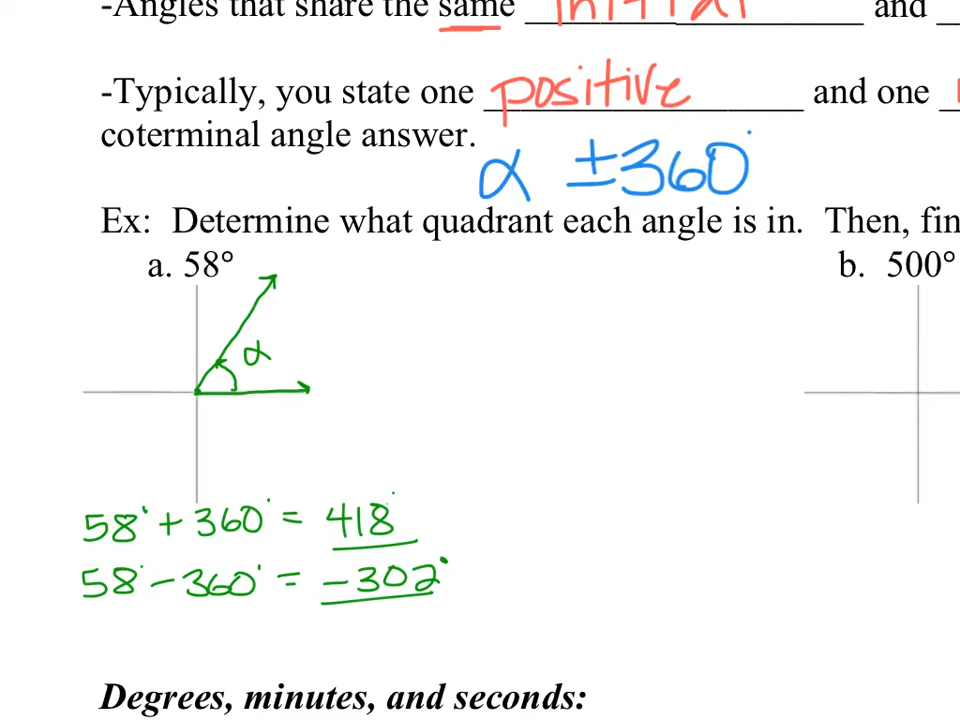 -Angles that share the same initial and
-Typically, you state one positive and one
coterminal angle answer.
α ±360°
Ex: Determine what quadrant each angle is in. Then, fin
a. 58°
b. 500°
α
58° + 360° = 418°
58° - 360° = -302°
Degrees, minutes, and seconds: